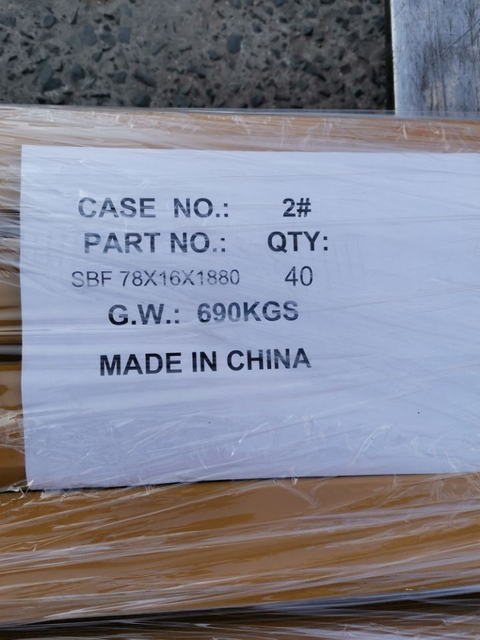 CASE NO.: 2#
PART NO.: QTY:
SBF 78X16X1880 40
G.W.: 690KGS
MADE IN CHINA